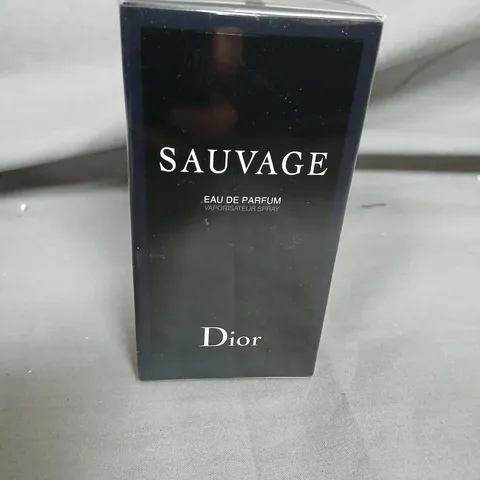 SAUVAGE
EAU DE PARFUM
VAPORISATEUR SPRAY
Dior